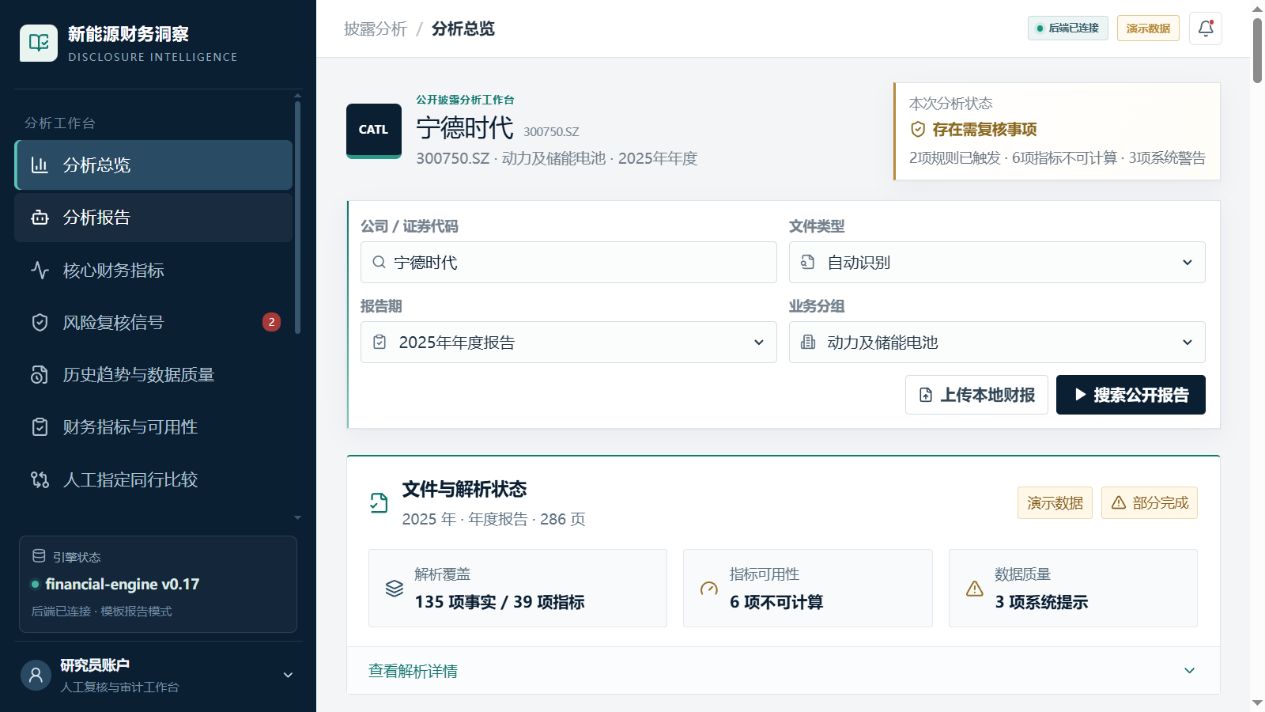 新能源财务洞察
DISCLOSURE INTELLIGENCE
分析工作台
分析总览
分析报告
核心财务指标
风险复核信号
2
历史趋势与数据质量
财务指标与可用性
人工指定同行比较
引擎状态
financial-engine v0.17
后端已连接 · 模板报告模式
研究员账户
人工复核与审计工作台
披露分析 / 分析总览
后端已连接
演示数据
CATL
公开披露分析工作台
宁德时代 300750.SZ
300750.SZ · 动力及储能电池 · 2025年年度
本次分析状态
存在需复核事项
2项规则已触发 · 6项指标不可计算 · 3项系统警告
公司 / 证券代码
宁德时代
文件类型
自动识别
报告期
2025年年度报告
业务分组
动力及储能电池
上传本地财报
搜索公开报告
文件与解析状态
2025 年 · 年度报告 · 286 页
演示数据
部分完成
解析覆盖
135 项事实 / 39 项指标
指标可用性
6 项不可计算
数据质量
3 项系统提示
查看解析详情